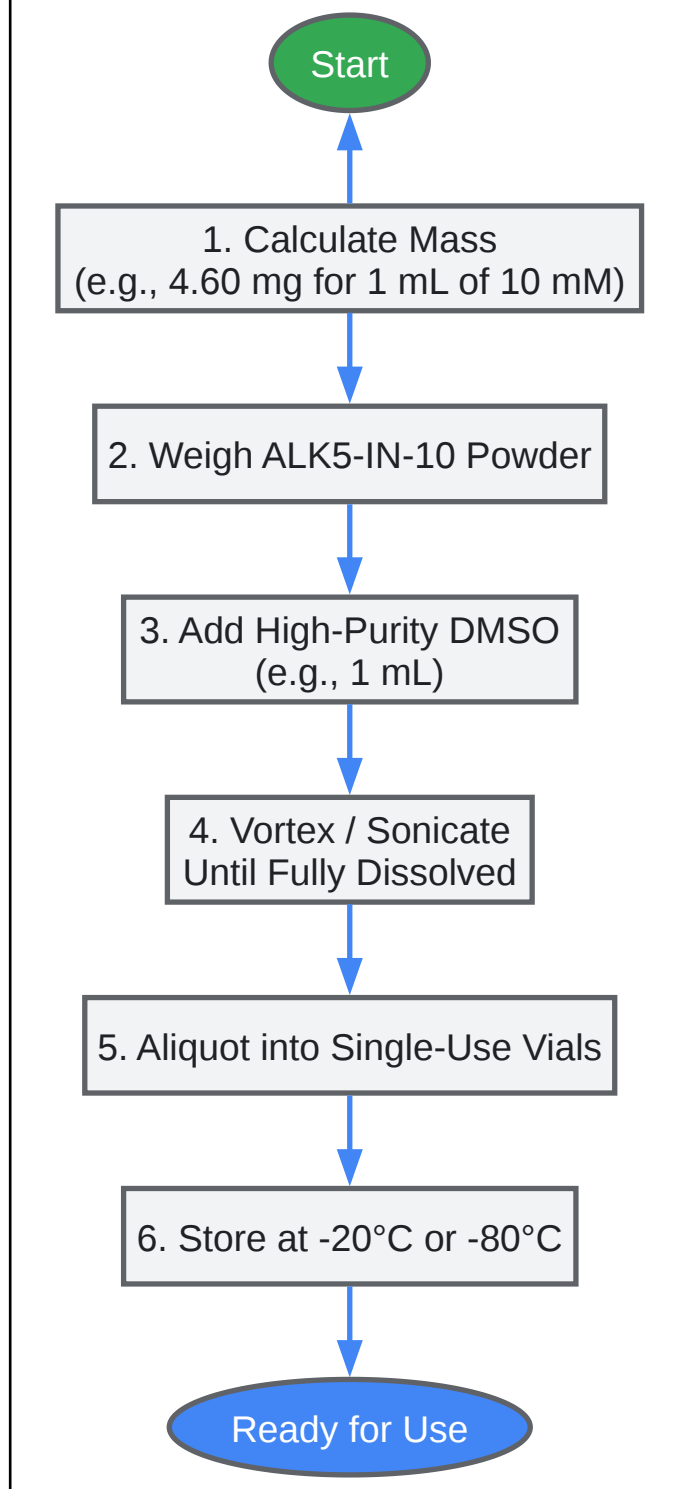 Start
1. Calculate Mass
(e.g., 4.60 mg for 1 mL of 10 mM)
2. Weigh ALK5-IN-10 Powder
3. Add High-Purity DMSO
(e.g., 1 mL)
4. Vortex / Sonicate
Until Fully Dissolved
5. Aliquot into Single-Use Vials
6. Store at -20°C or -80°C
Ready for Use